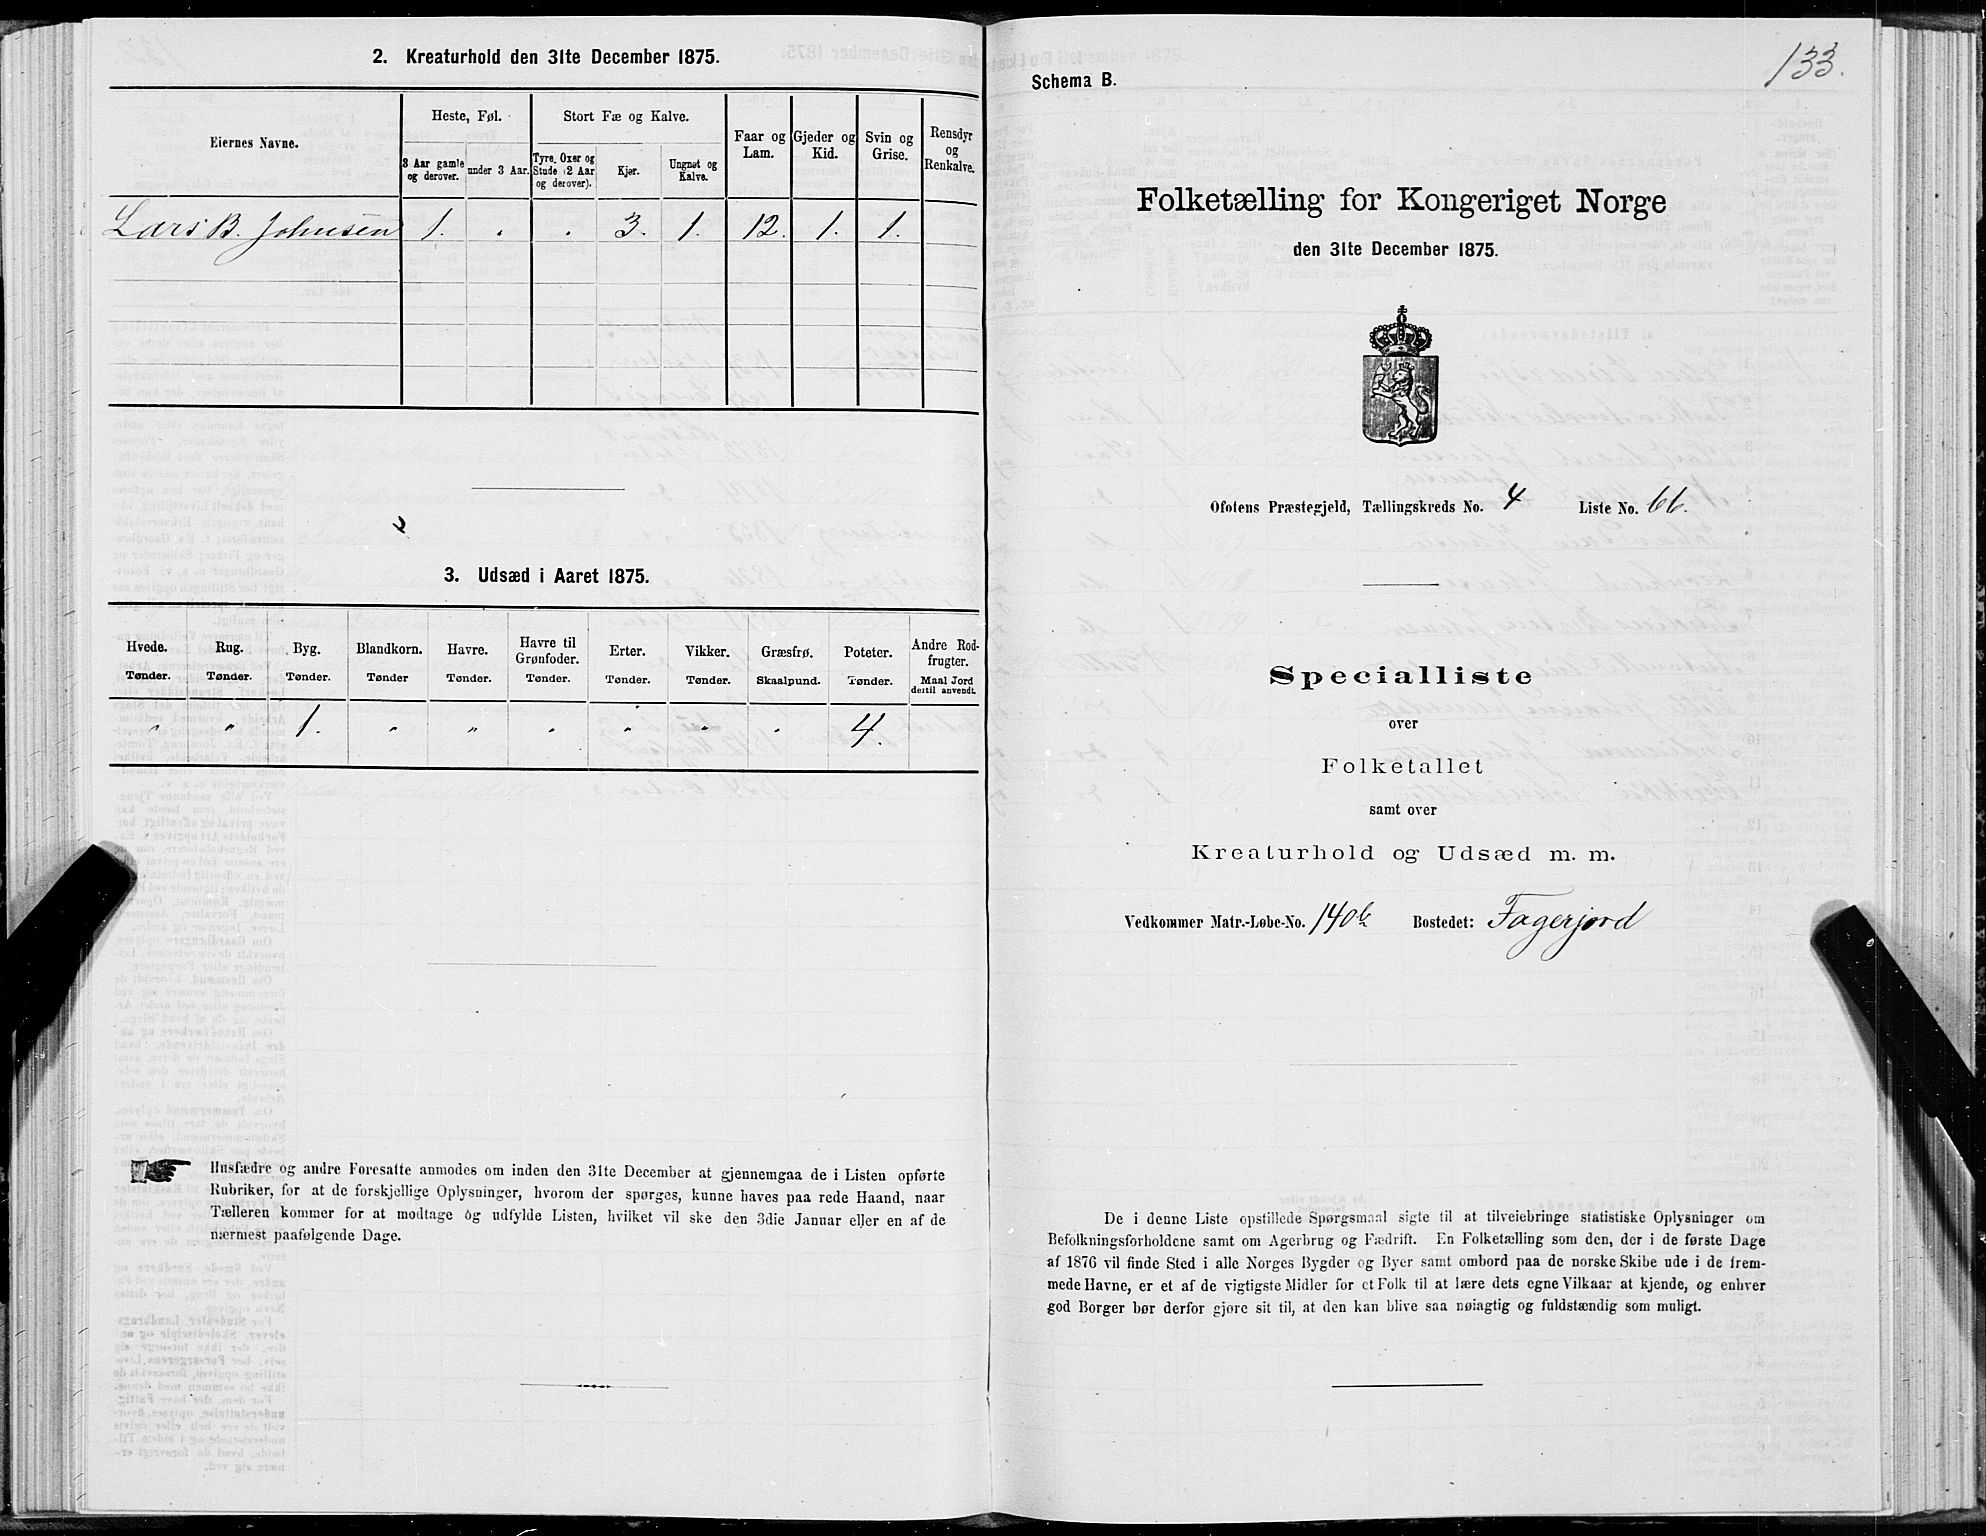 2. Kreaturhold den 31te December 1875.
Eiernes Navne.
Heste, Føl.
Stort Fæ og Kalve.
Faar og Lam.
Gjeder og Kid.
Svin og Grise.
Rensdyr og Renkalve.
3 Aar gamle og derover.
under 3 Aar.
Tyre, Oxer og Stude (2 Aar og derover).
Kjør.
Ungnøt og Kalve.
Lars B. Johnsen 1. . . 3. 1. 12. 1. 1.
3. Udsæd i Aaret 1875.
Hvede. Rug. Byg. Blandkorn. Havre. Havre til Grønfoder. Erter. Vikker. Græsfrø. Poteter. Andre Rodfrugter.
Tønder. Tønder. Tønder. Tønder Tønder. Tønder. Tønder. Tønder. Skaalpund. Tønder. Maal Jord dertil anvendt.
" " 1. " " " " " " 4.
Husfædre og andre Foresatte anmodes om inden den 31te December at gjennemgaa de i Listen opførte
Rubriker, for at de forskjellige Oplysninger, hvorom der spørges, kunne haves paa rede Haand, naar
Tælleren kommer for at modtage og udfylde Listen, hvilket vil ske den 3die Januar eller en af de
nærmest paafølgende Dage.
133.
Schema B.
Folketælling for Kongeriget Norge
den 31te December 1875.
Ofotens Præstegjeld, Tællingskreds No. 4 Liste No. 66.
Specialliste
over
Folketallet
samt over
Kreaturhold og Udsæd m. m.
Vedkommer Matr.-Løbe-No. 140b Bostedet: Fagerjord
De i denne Liste opstillede Spørgsmaal sigte til at tilveiebringe statistiske Oplysninger om
Befolkningsforholdene samt om Agerbrug og Fædrift. En Folketælling som den, der i de første Dage
af 1876 vil finde Sted i alle Norges Bygder og Byer samt ombord paa de norske Skibe ude i de frem-
mede Havne, er et af de vigtigste Midler for et Folk til at lære dets egne Vilkaar at kjende, og enhver
god Borger bør derfor gjøre sit til, at den kan blive saa nøiagtig og fuldstændig som muligt.